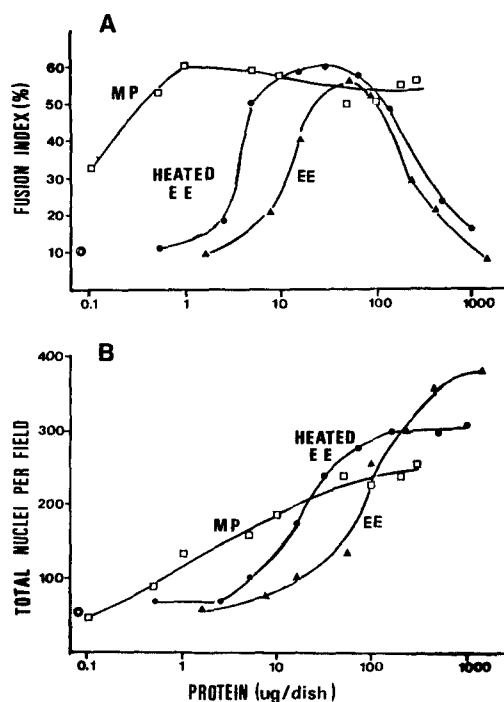 A
FUSION INDEX (%)
60
50
40
30
20
10
MP
HEATED
EE
EE
0.1
1
10
100
1000
B
TOTAL NUCLEI PER FIELD
400
300
200
100
HEATED
EE
MP
EE
0.1
1
10
100
1000
PROTEIN (ug/dish)